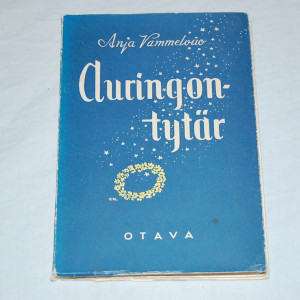 Anja Vammelvuo
Auringon-
tytär
OTAVA